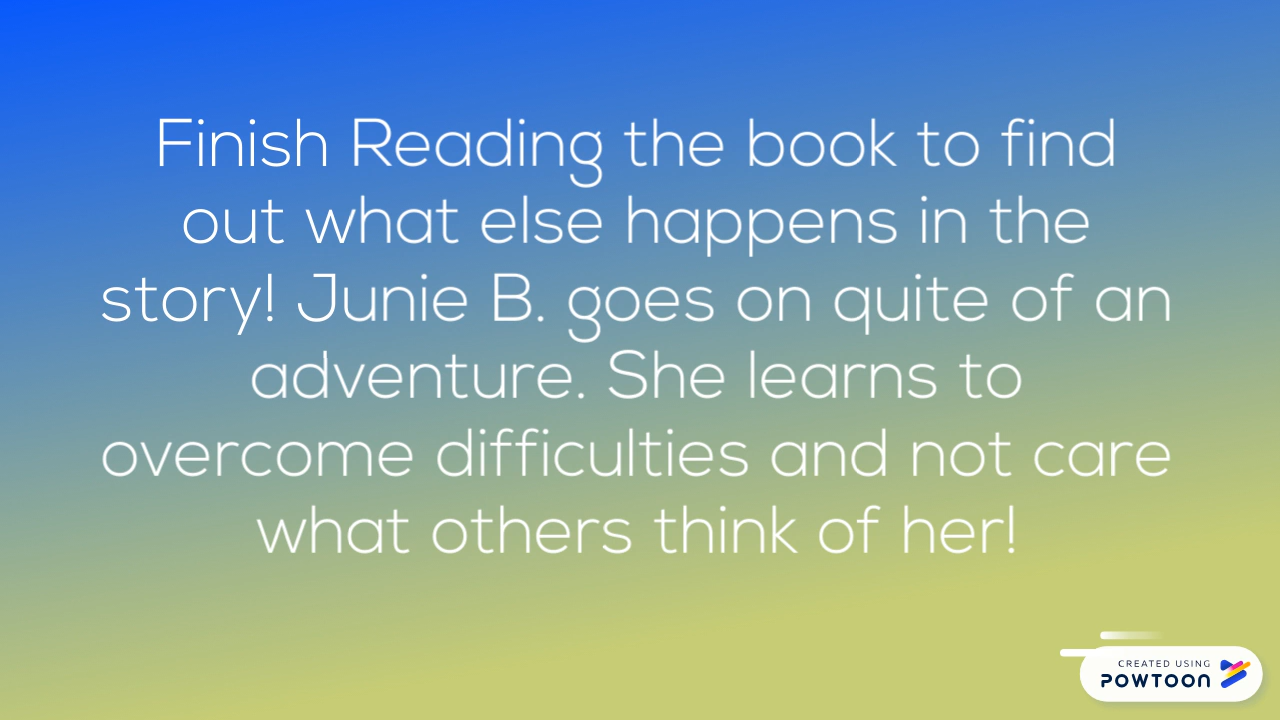 Finish Reading the book to find
out what else happens in the
story! Junie B. goes on quite of an
adventure. She learns to
overcome difficulties and not care
what others think of her!
CREATED USING
POWTOON